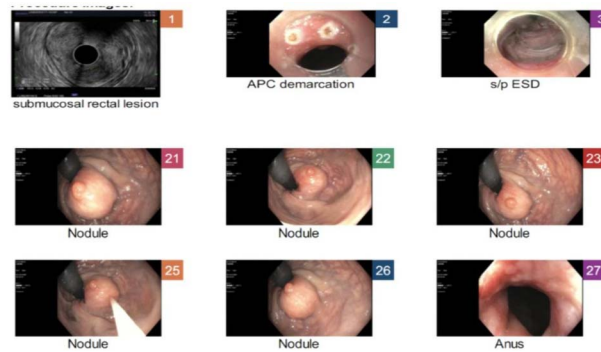 1 2 3
submucosal rectal lesion APC demarcation s/p ESD
21 22 23
Nodule Nodule Nodule
25 26 27
Nodule Nodule Anus